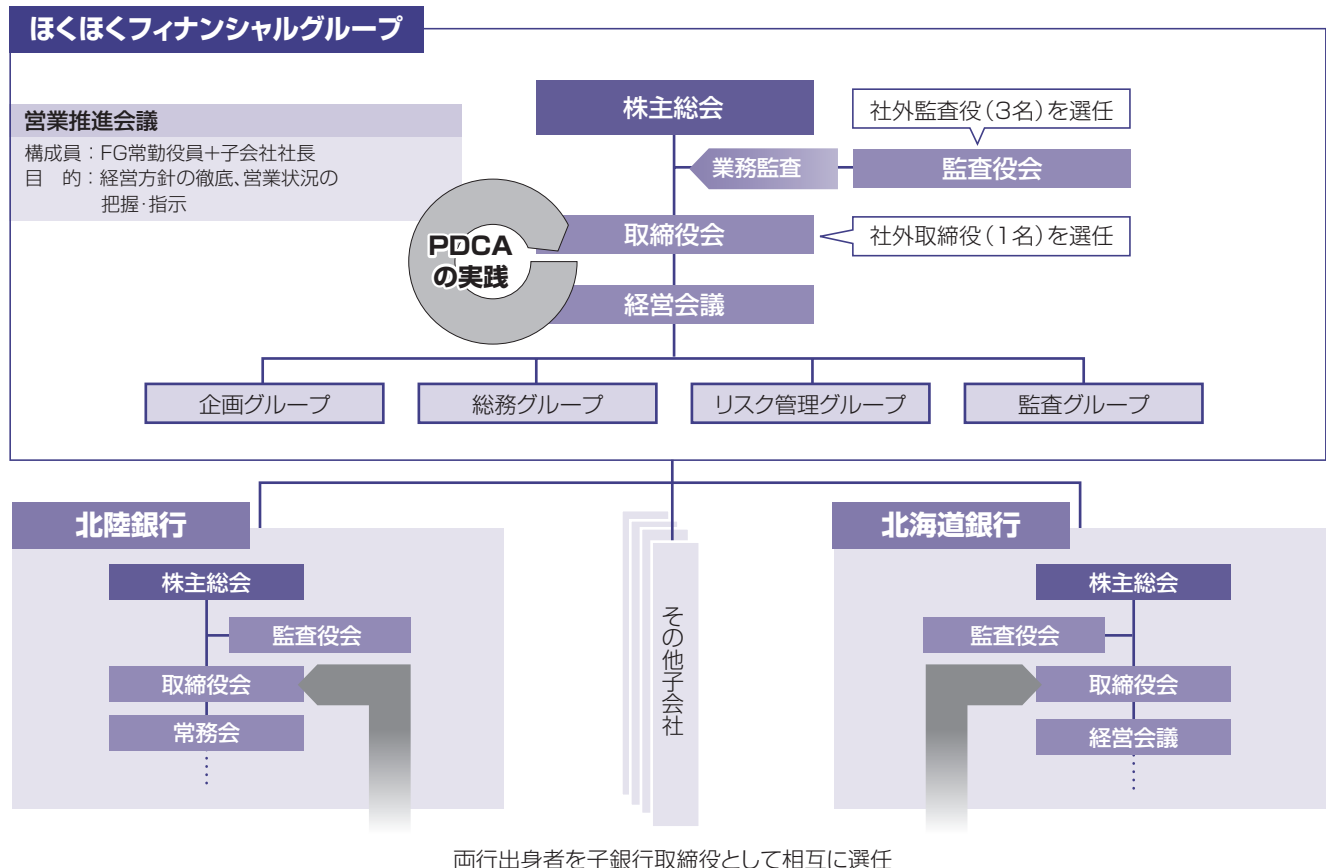 ほくほくフィナンシャルグループ
営業推進会議
構成員：FG常勤役員＋子会社社長
目　的：経営方針の徹底、営業状況の
把握・指示
株主総会
社外監査役（3名）を選任
業務監査
監査役会
PDCA
の実践
取締役会
社外取締役（1名）を選任
経営会議
企画グループ
総務グループ
リスク管理グループ
監査グループ
北陸銀行
株主総会
監査役会
取締役会
常務会
その他子会社
北海道銀行
株主総会
監査役会
取締役会
経営会議
両行出身者を子銀行取締役として相互に選任